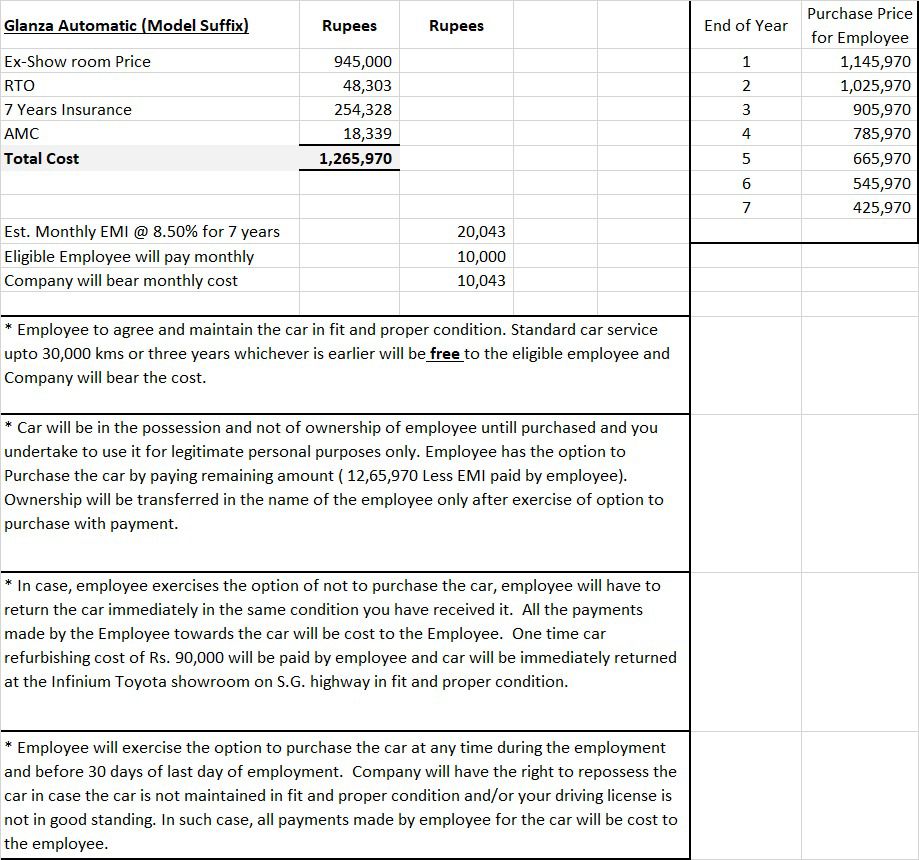 Glanza Automatic (Model Suffix) Rupees Rupees End of Year Purchase Price for Employee
Ex-Show room Price 945,000 1 1,145,970
RTO 48,303 2 1,025,970
7 Years Insurance 254,328 3 905,970
AMC 18,339 4 785,970
Total Cost 1,265,970 5 665,970
6 545,970
7 425,970
Est. Monthly EMI @ 8.50% for 7 years 20,043
Eligible Employee will pay monthly 10,000
Company will bear monthly cost 10,043
* Employee to agree and maintain the car in fit and proper condition. Standard car service
upto 30,000 kms or three years whichever is earlier will be free to the eligible employee and
Company will bear the cost.
* Car will be in the possession and not of ownership of employee untill purchased and you
undertake to use it for legitimate personal purposes only. Employee has the option to
Purchase the car by paying remaining amount ( 12,65,970 Less EMI paid by employee).
Ownership will be transferred in the name of the employee only after exercise of option to
purchase with payment.
* In case, employee exercises the option of not to purchase the car, employee will have to
return the car immediately in the same condition you have received it. All the payments
made by the Employee towards the car will be cost to the Employee. One time car
refurbishing cost of Rs. 90,000 will be paid by employee and car will be immediately returned
at the Infinium Toyota showroom on S.G. highway in fit and proper condition.
* Employee will exercise the option to purchase the car at any time during the employment
and before 30 days of last day of employment. Company will have the right to repossess the
car in case the car is not maintained in fit and proper condition and/or your driving license is
not in good standing. In such case, all payments made by employee for the car will be cost to
the employee.